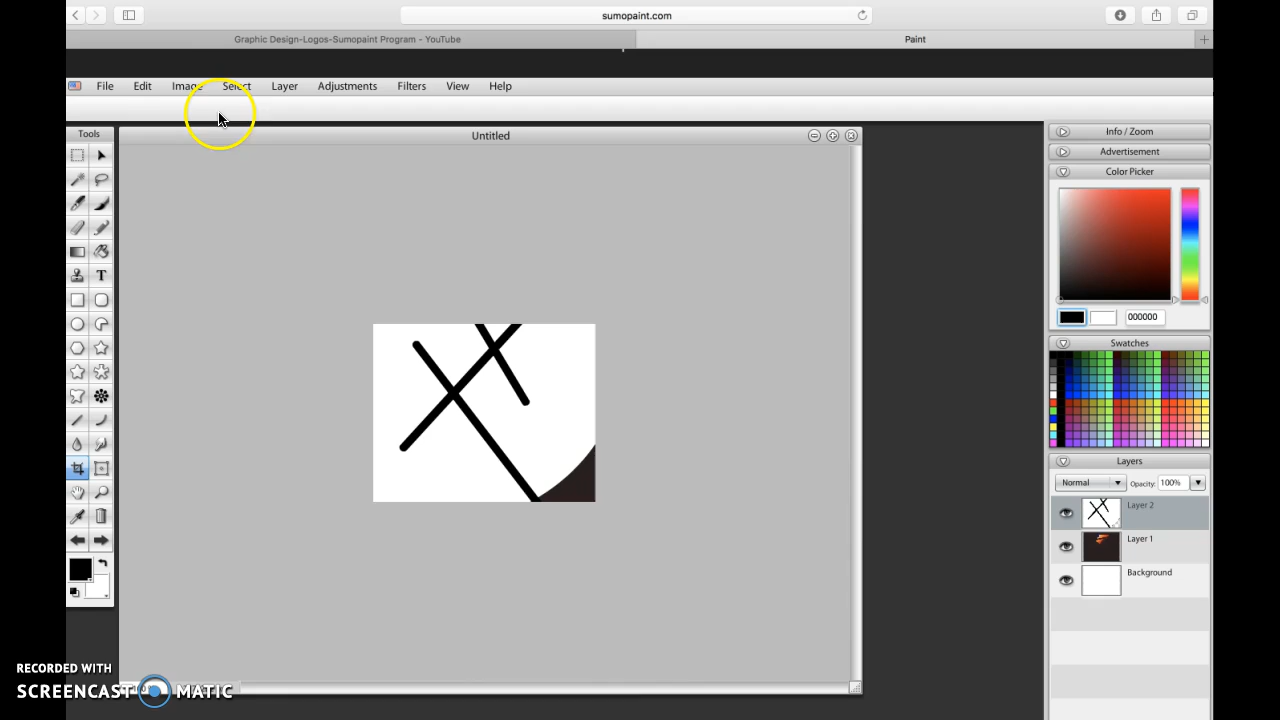 sumopaint.com
Graphic Design-Logos-Sumopaint Program - YouTube
Paint
File Edit Image Select Layer Adjustments Filters View Help
Tools
Untitled
Info / Zoom
Advertisement
Color Picker
000000
Swatches
Layers
Normal Opacity: 100%
Layer 2
Layer 1
Background
T
RECORDED WITH
SCREENCAST MATIC